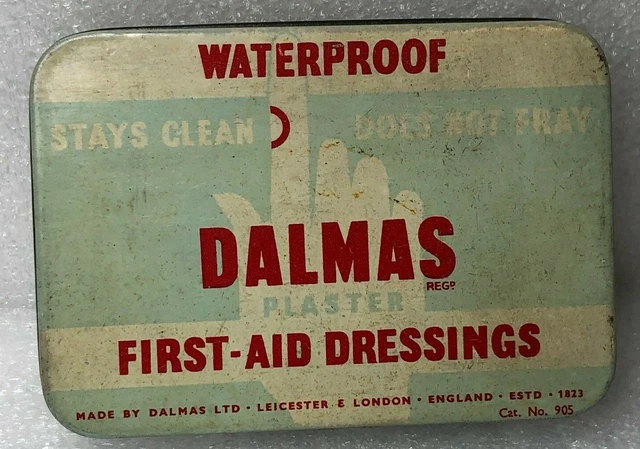 WATERPROOF
STAYS CLEAN DOES NOT FRAY
DALMAS
REGD
PLASTER
FIRST-AID DRESSINGS
MADE BY DALMAS LTD · LEICESTER & LONDON · ENGLAND · ESTD · 1823
Cat. No. 905